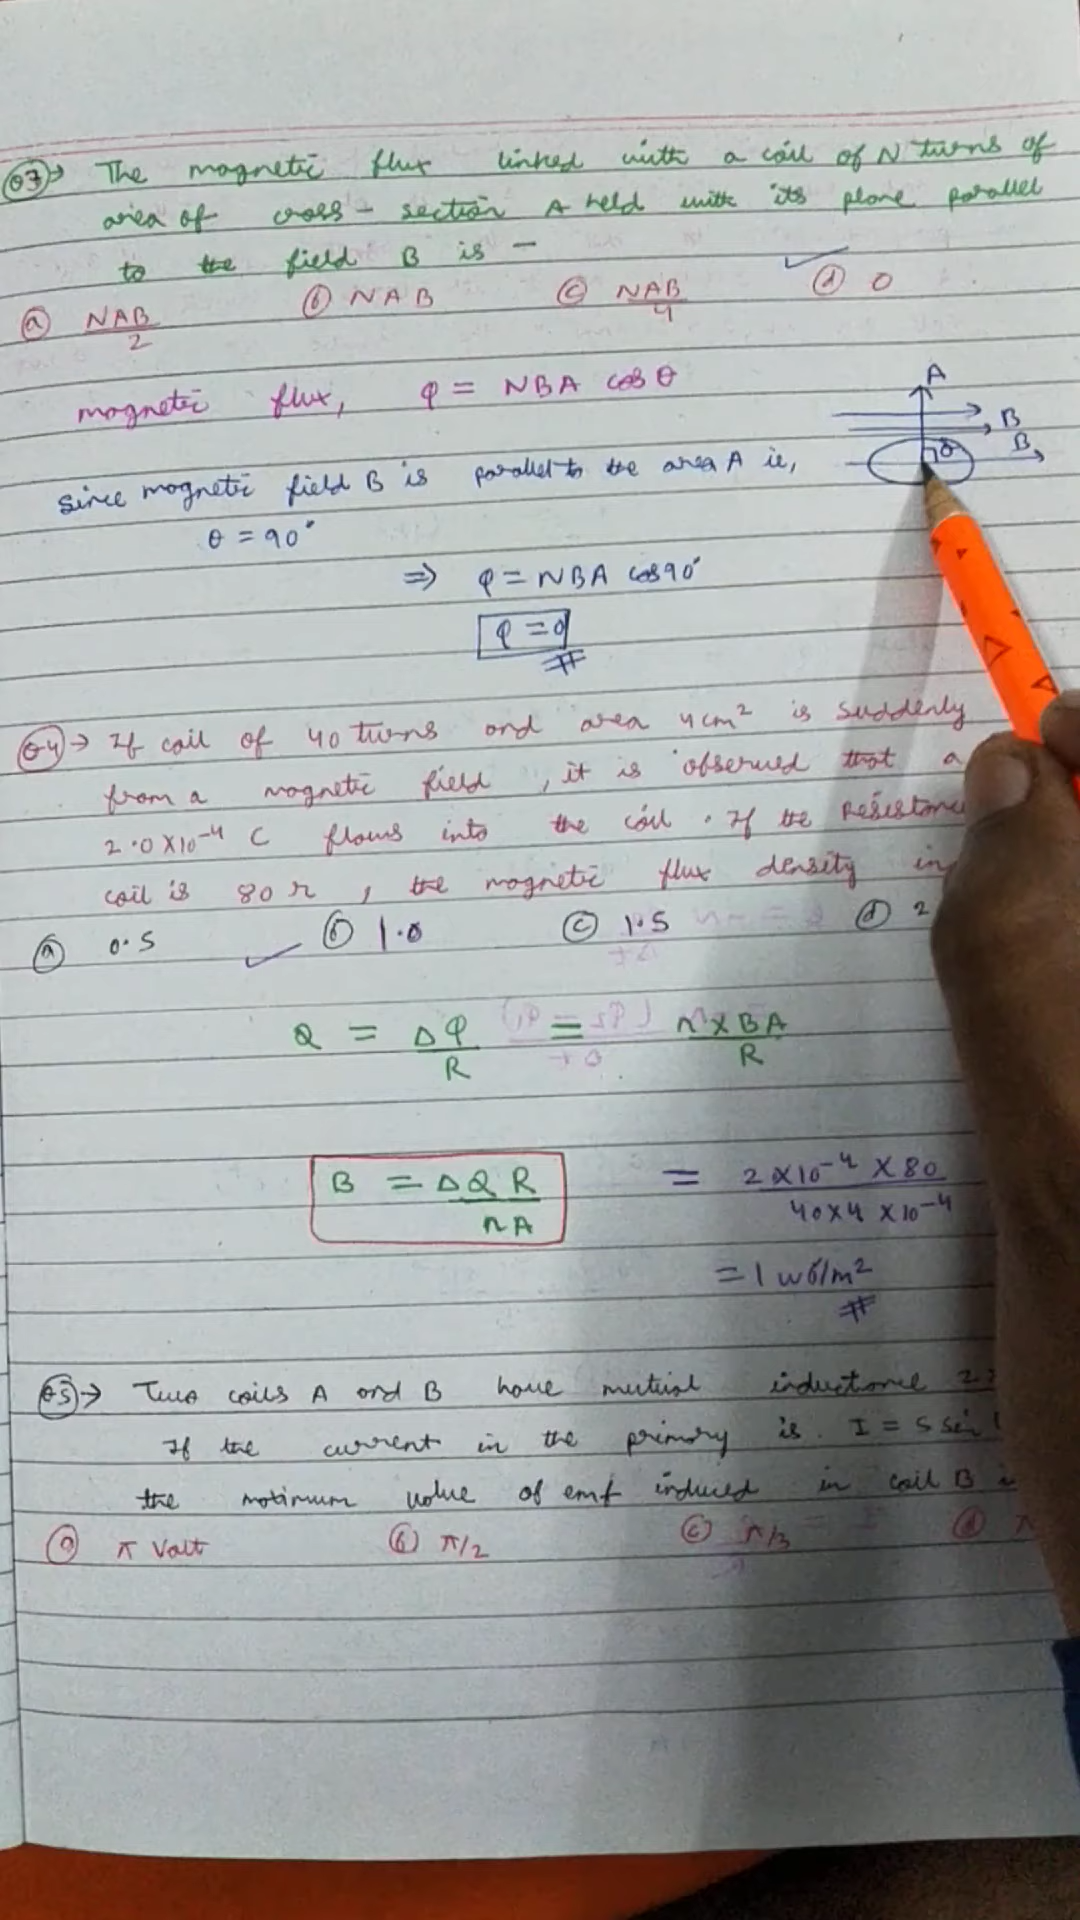 Q3→ The magnetic flux linked with a coil of N turns of
area of cross-section A held with its plane parallel
to the field B is —
(a) NAB/2 (b) NAB (c) NAB/4 ✓(d) 0
magnetic flux, φ = NBA cosθ
A
B
B
θ
Since magnetic field B is parallel to the area A ie,
θ = 90°
⇒ φ = NBA cos90°
φ = 0
Q4→ If coil of 40 turns and area 4cm² is suddenly
from a magnetic field, it is observed that a
2.0×10⁻⁴ C flows into the coil. If the Resistance
coil is 80 r, the magnetic flux density in
(a) 0.5 ✓(b) 1.0 (c) 1.5 (d) 2
Q = Δφ/R = n×BA/R
B = ΔQR/nA = 2×10⁻⁴×80/40×4×10⁻⁴
= 1 wb/m²
Q5→ Two coils A and B have mutual inductance
If the current in the primary is. I = 5 sin
the maximum value of emf induced in coil B
(a) π Volt (b) π/2 (c) π/3 (d) π